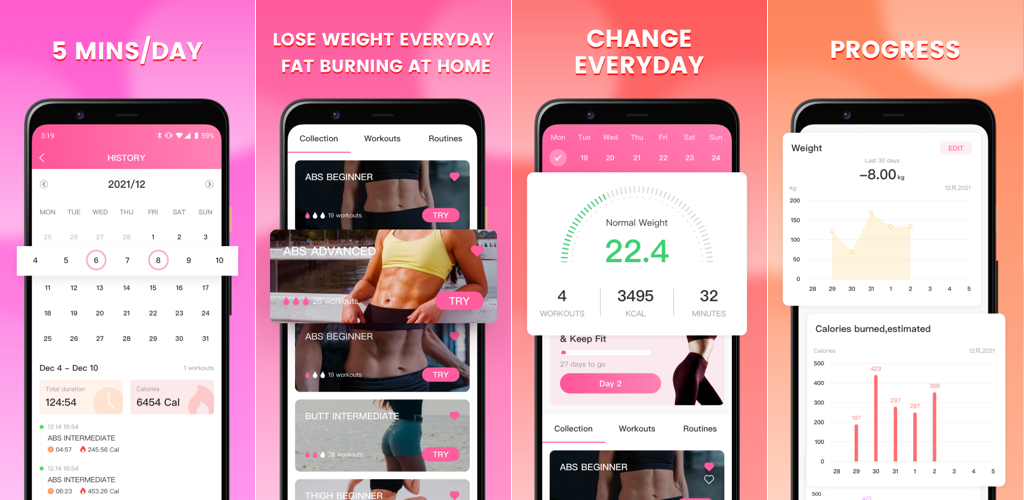 5 MINS/DAY
3:19
59%
HISTORY
2021/12
MON TUE WED THU FRI SAT SUN
25 26 27 28 1 2 3
4 5 6 7 8 9 10
11 12 13 14 15 16 17
18 19 20 21 22 23 24
25 26 27 28 29 30 31
Dec 4 – Dec 10
1 workouts
Total duration
124:54
Calories
6454 Cal
12.14 16:54
ABS INTERMEDIATE
04:57 245.56 Cal
12.14 16:54
ABS INTERMEDIATE
06:23 453.26 Cal
LOSE WEIGHT EVERYDAY
FAT BURNING AT HOME
Collection Workouts Routines
ABS BEGINNER
19 workouts
TRY
ABS ADVANCED
26 workouts
TRY
ABS BEGINNER
19 workouts
TRY
BUTT INTERMEDIATE
26 workouts
TRY
THIGH BEGINNER
CHANGE
EVERYDAY
Mon Tue Wed Thu Fri Sat Sun
19 20 21 22 23 24
Normal Weight
22.4
4 3495 32
WORKOUTS KCAL MINUTES
& Keep Fit
27 days to go
Day 2
Collection Workouts Routines
ABS BEGINNER
PROGRESS
Weight
EDIT
Last 30 days
−8.00 kg
kg
12月,2021
200
150
100
50
0
28 29 30 31 1 2 3 4 5
Calories burned,estimated
Calories
12月,2021
500
423
400
368
300
297
287
200
187
100
0
28 29 30 31 1 2 3 4 5
500
473